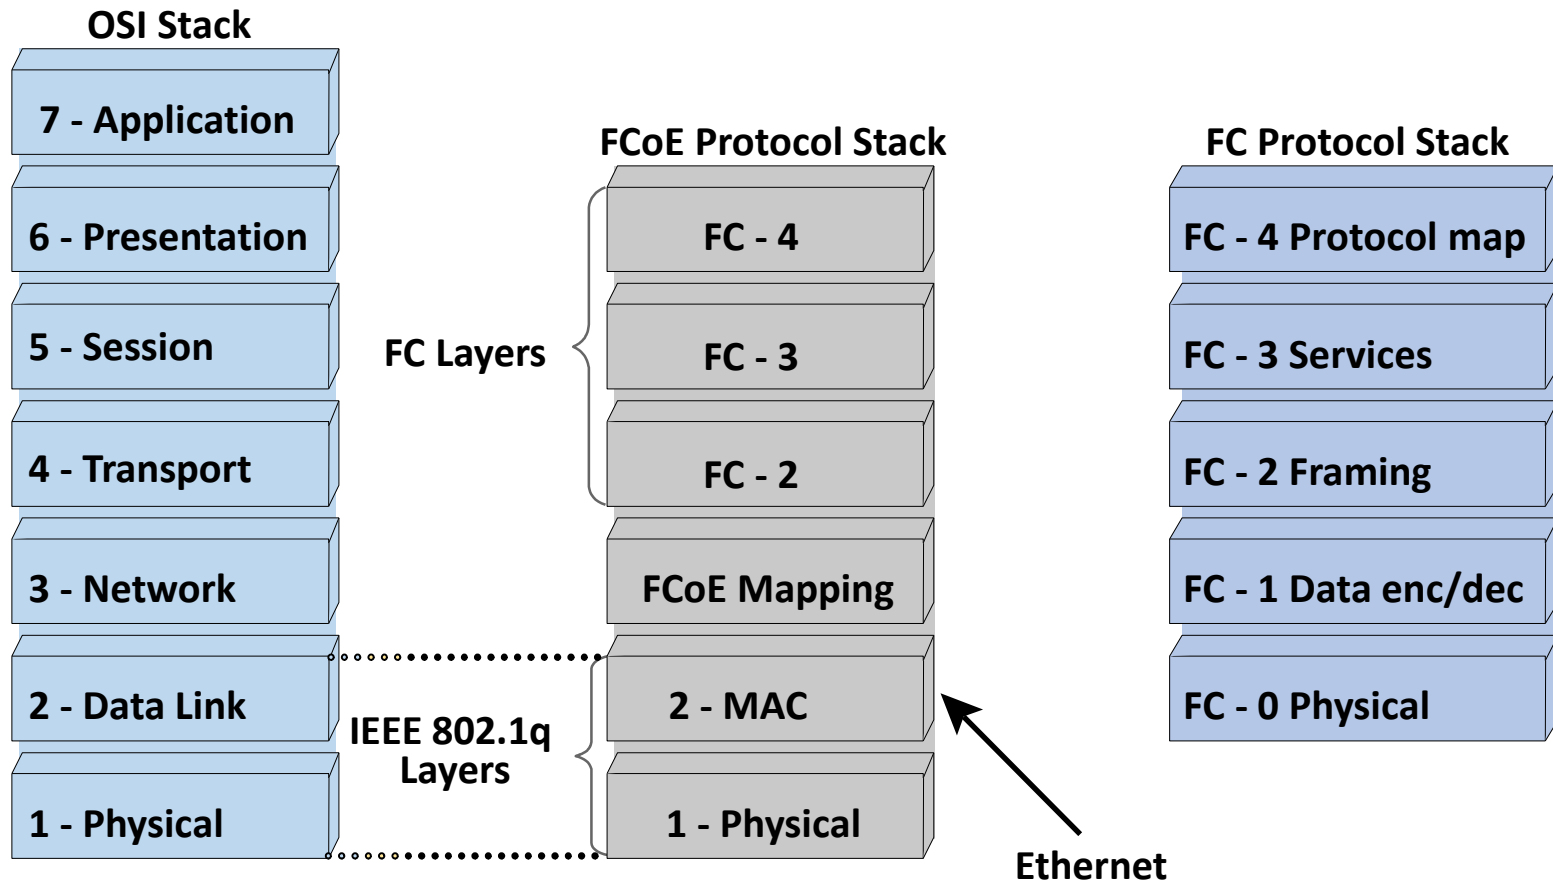 OSI Stack
7 - Application
6 - Presentation
5 - Session
4 - Transport
3 - Network
2 - Data Link
1 - Physical
FC Layers
IEEE 802.1q
Layers
FCoE Protocol Stack
FC - 4
FC - 3
FC - 2
FCoE Mapping
2 - MAC
1 - Physical
Ethernet
FC Protocol Stack
FC - 4 Protocol map
FC - 3 Services
FC - 2 Framing
FC - 1 Data enc/dec
FC - 0 Physical